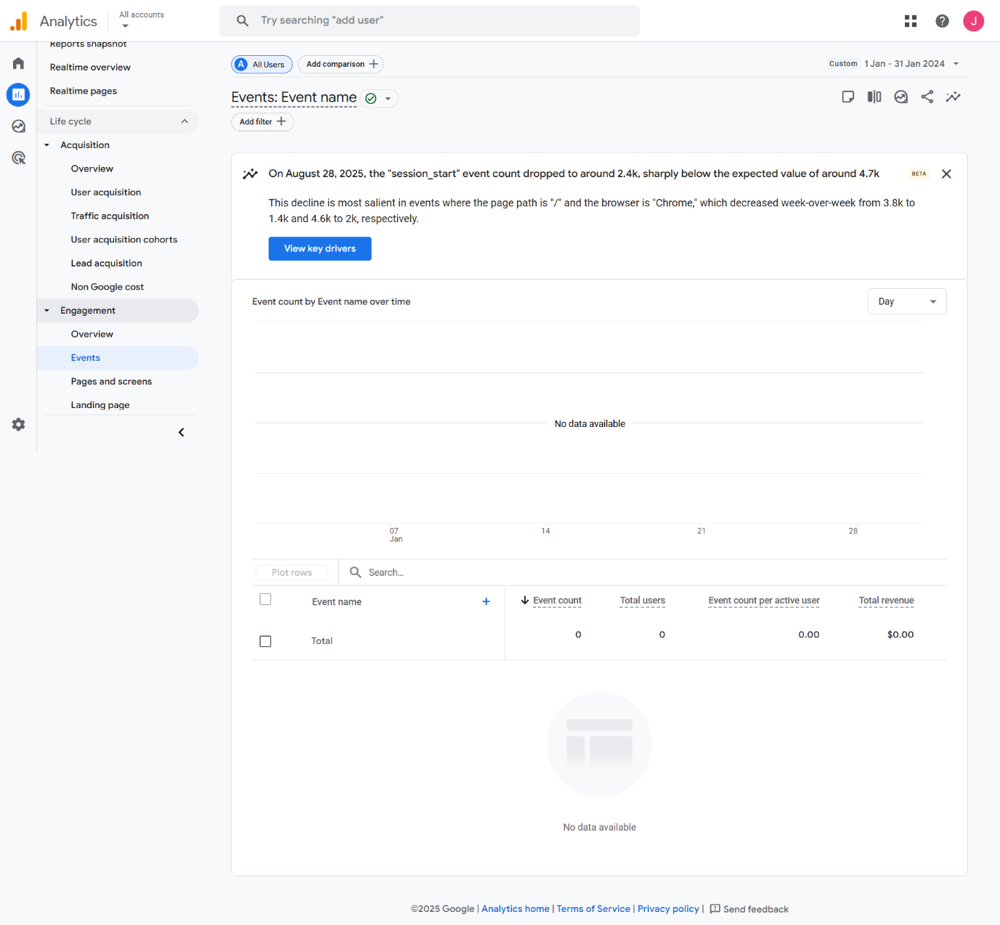 Analytics
All accounts
Try searching "add user"
J
Reports snapshot
Realtime overview
Realtime pages
Life cycle
Acquisition
Overview
User acquisition
Traffic acquisition
User acquisition cohorts
Lead acquisition
Non Google cost
Engagement
Overview
Events
Pages and screens
Landing page
A All Users
Add comparison
Custom 1 Jan - 31 Jan 2024
Events: Event name
Add filter
On August 28, 2025, the "session_start" event count dropped to around 2.4k, sharply below the expected value of around 4.7k
BETA
This decline is most salient in events where the page path is "/" and the browser is "Chrome," which decreased week-over-week from 3.8k to
1.4k and 4.6k to 2k, respectively.
View key drivers
Event count by Event name over time
Day
No data available
07 14 21 28
Jan
Plot rows
Search...
Event name + Event count Total users Event count per active user Total revenue
Total 0 0 0.00 $0.00
No data available
©2025 Google | Analytics home | Terms of Service | Privacy policy | Send feedback